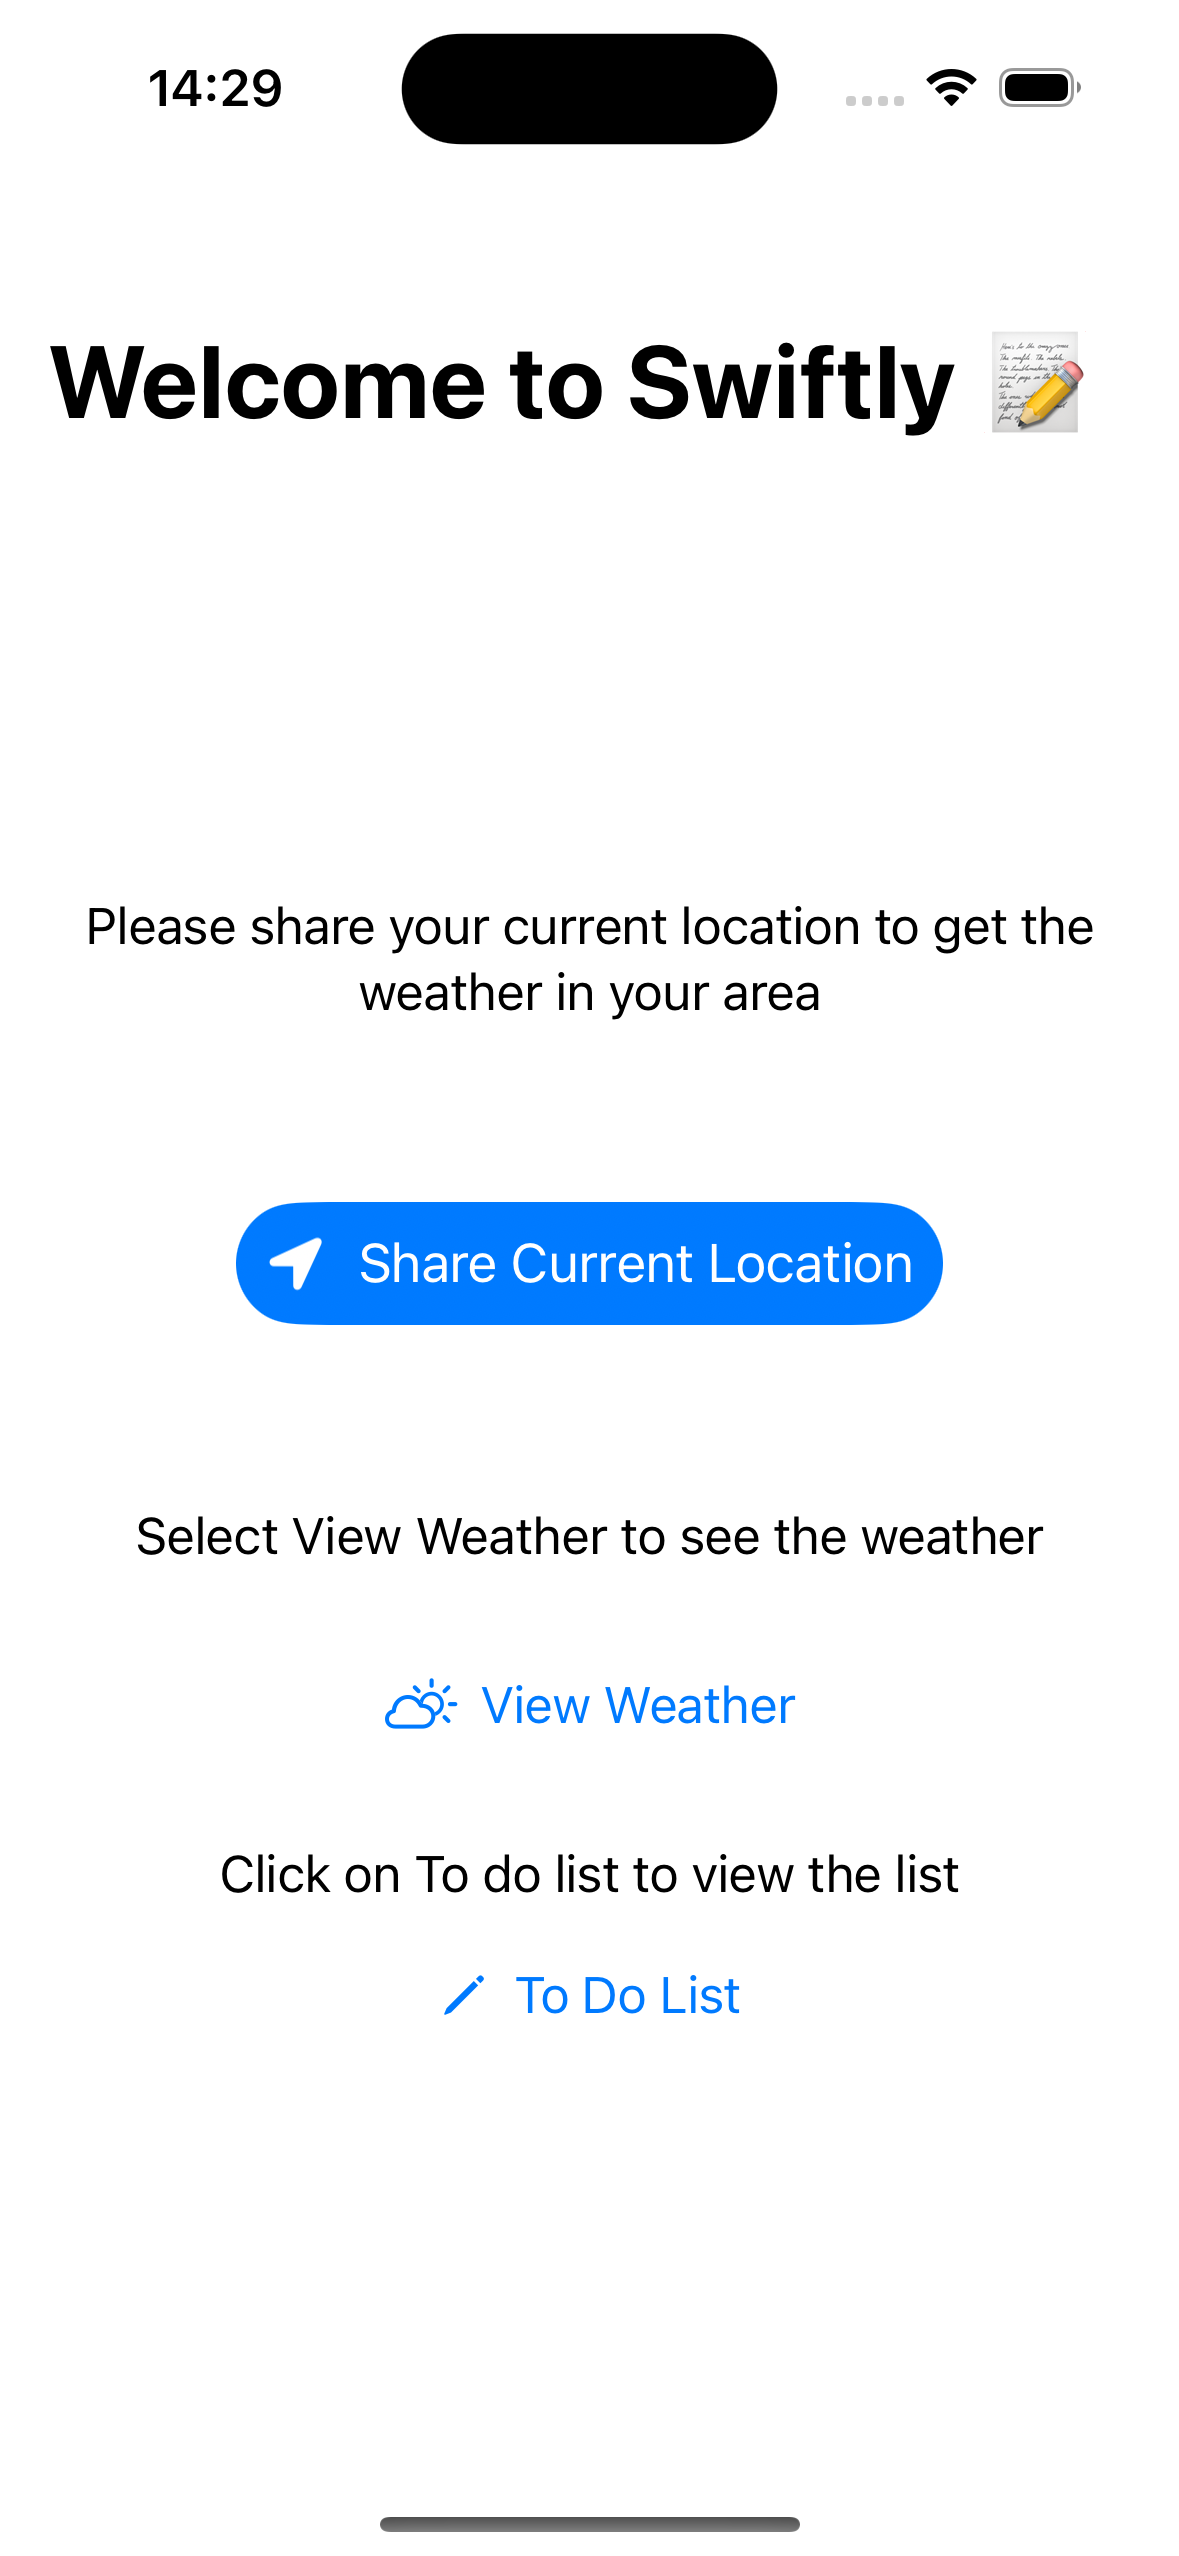 14:29
Welcome to Swiftly 📝
Please share your current location to get the
weather in your area
Share Current Location
Select View Weather to see the weather
View Weather
Click on To do list to view the list
To Do List